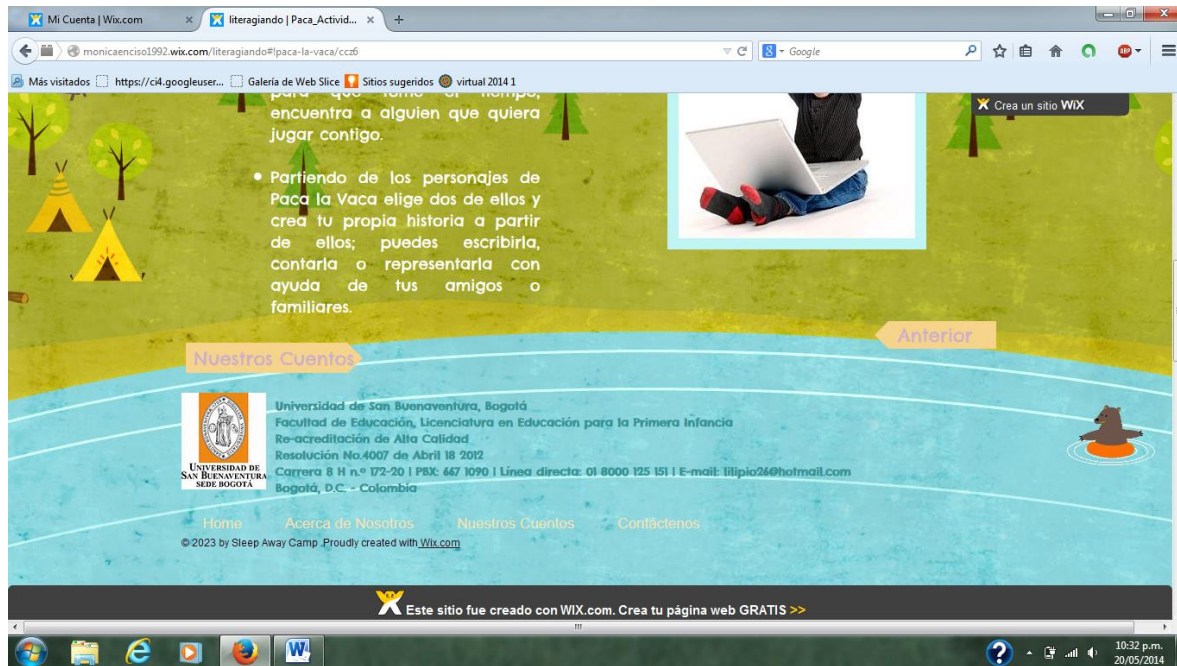 Mi Cuenta | Wix.com
literagiando | Paca_Activid...
monicaenciso1992.wix.com/literagiando#!paca-la-vaca/ccz6
Google
Más visitados
https://ci4.googleuser...
Galería de Web Slice
Sitios sugeridos
virtual 2014 1
Crea un sitio WiX
para que tome el tiempo,
encuentra a alguien que quiera
jugar contigo.
• Partiendo de los personajes de
Paca la Vaca elige dos de ellos y
crea tu propia historia a partir
de ellos; puedes escribirla,
contarla o representarla con
ayuda de tus amigos o
familiares.
Anterior
Nuestros Cuentos
UNIVERSIDAD DE
SAN BUENAVENTURA
SEDE BOGOTÁ
Universidad de San Buenaventura, Bogotá
Facultad de Educación, Licenciatura en Educación para la Primera Infancia
Re-acreditación de Alta Calidad
Resolución No.4007 de Abril 18 2012
Carrera 8 H n.º 172-20 | PBX: 667 1090 | Línea directa: 01 8000 125 151 | E-mail: lilipio26@hotmail.com
Bogotá, D.C. - Colombia
Home
Acerca de Nosotros
Nuestros Cuentos
Contáctenos
© 2023 by Sleep Away Camp .Proudly created with Wix.com
Este sitio fue creado con WIX.com. Crea tu página web GRATIS >>
10:32 p.m.
20/05/2014